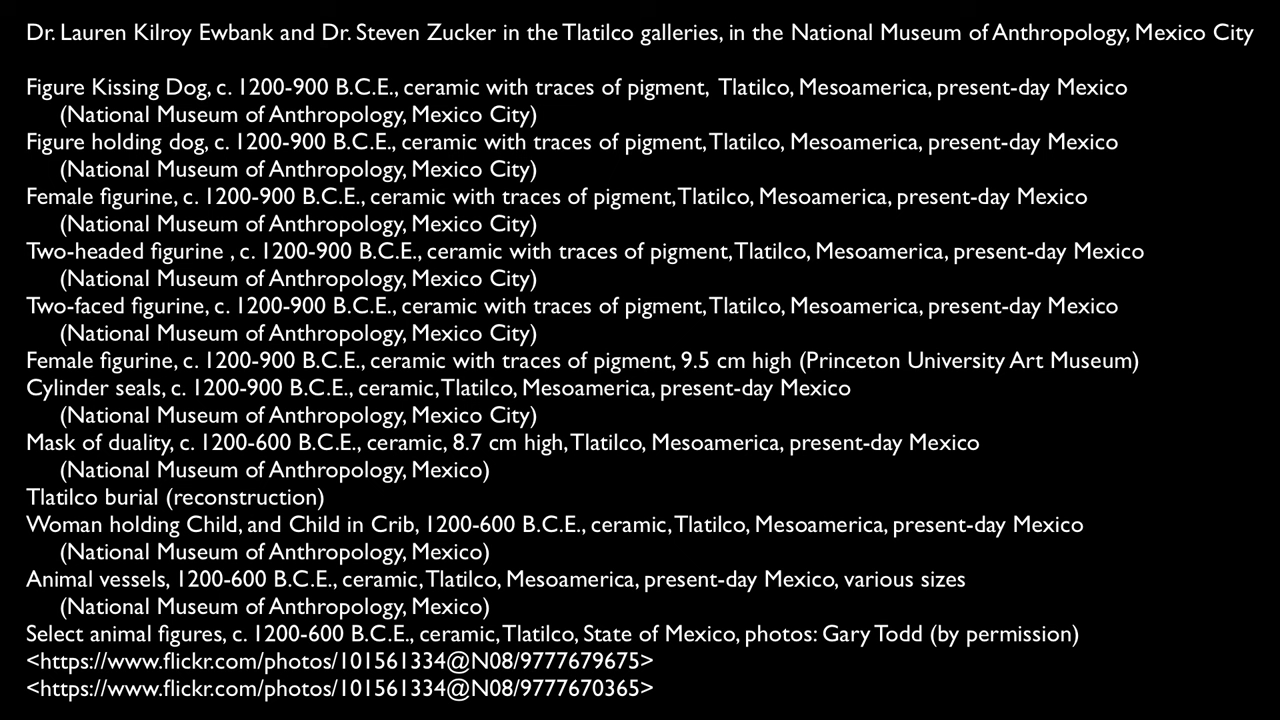 Dr. Lauren Kilroy Ewbank and Dr. Steven Zucker in the Tlatilco galleries, in the National Museum of Anthropology, Mexico City
Figure Kissing Dog, c. 1200-900 B.C.E., ceramic with traces of pigment, Tlatilco, Mesoamerica, present-day Mexico
(National Museum of Anthropology, Mexico City)
Figure holding dog, c. 1200-900 B.C.E., ceramic with traces of pigment, Tlatilco, Mesoamerica, present-day Mexico
(National Museum of Anthropology, Mexico City)
Female figurine, c. 1200-900 B.C.E., ceramic with traces of pigment, Tlatilco, Mesoamerica, present-day Mexico
(National Museum of Anthropology, Mexico City)
Two-headed figurine , c. 1200-900 B.C.E., ceramic with traces of pigment, Tlatilco, Mesoamerica, present-day Mexico
(National Museum of Anthropology, Mexico City)
Two-faced figurine, c. 1200-900 B.C.E., ceramic with traces of pigment, Tlatilco, Mesoamerica, present-day Mexico
(National Museum of Anthropology, Mexico City)
Female figurine, c. 1200-900 B.C.E., ceramic with traces of pigment, 9.5 cm high (Princeton University Art Museum)
Cylinder seals, c. 1200-900 B.C.E., ceramic, Tlatilco, Mesoamerica, present-day Mexico
(National Museum of Anthropology, Mexico City)
Mask of duality, c. 1200-600 B.C.E., ceramic, 8.7 cm high, Tlatilco, Mesoamerica, present-day Mexico
(National Museum of Anthropology, Mexico)
Tlatilco burial (reconstruction)
Woman holding Child, and Child in Crib, 1200-600 B.C.E., ceramic, Tlatilco, Mesoamerica, present-day Mexico
(National Museum of Anthropology, Mexico)
Animal vessels, 1200-600 B.C.E., ceramic, Tlatilco, Mesoamerica, present-day Mexico, various sizes
(National Museum of Anthropology, Mexico)
Select animal figures, c. 1200-600 B.C.E., ceramic, Tlatilco, State of Mexico, photos: Gary Todd (by permission)
<https://www.flickr.com/photos/101561334@N08/9777679675>
<https://www.flickr.com/photos/101561334@N08/9777670365>